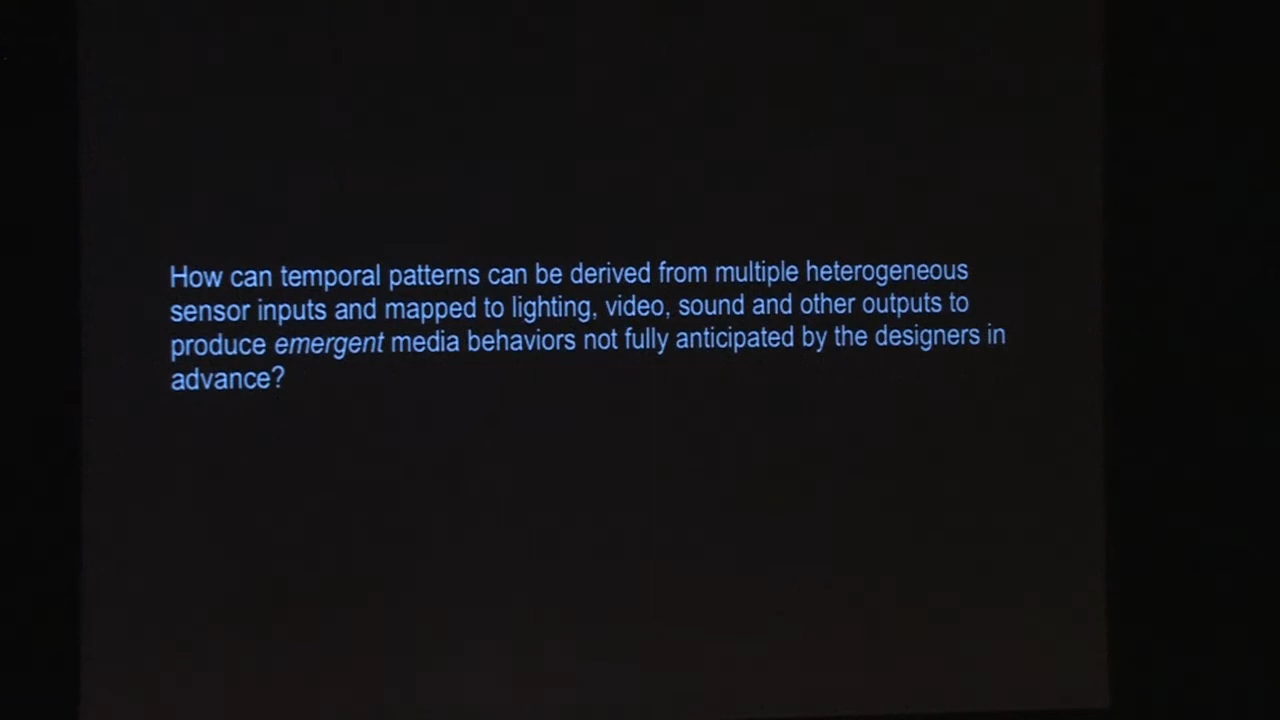 How can temporal patterns can be derived from multiple heterogeneous
sensor inputs and mapped to lighting, video, sound and other outputs to
produce emergent media behaviors not fully anticipated by the designers in
advance?